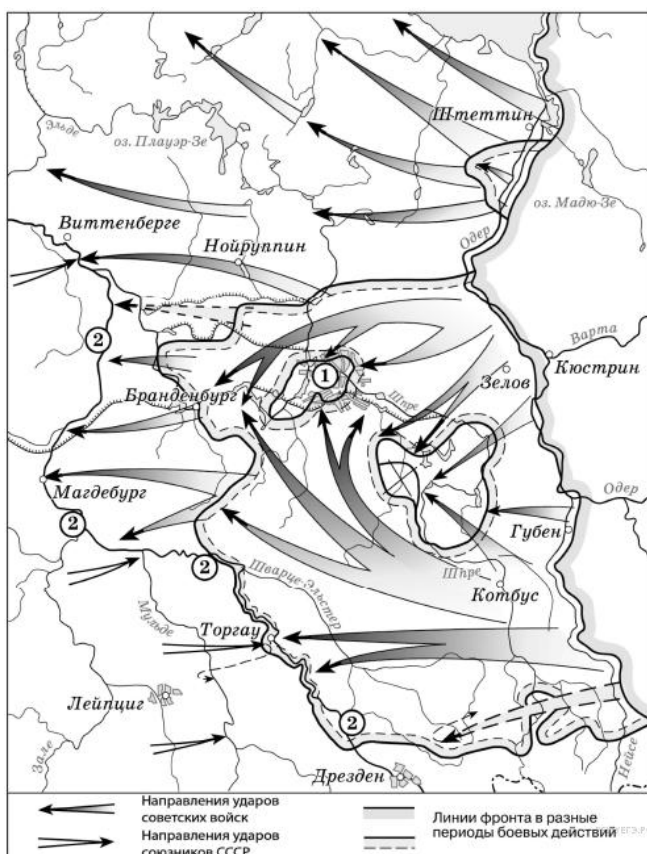 Штеттин
Эльде
оз. Плауэр-Зе
оз. Мадю-Зе
Виттенберге
Нойруппин
Одер
2
Варта
1
Кюстрин
Зелов
Бранденбург
Шпре
Магдебург
Одер
2
Губен
2
Шпре
Шварце-Эльстер
Котбус
Мульде
Торгау
Лейпциг
2
Зале
Дрезден
Нейсе
Направления ударов
советских войск
Направления ударов
союзников СССР
Линии фронта в разные
периоды боевых действий